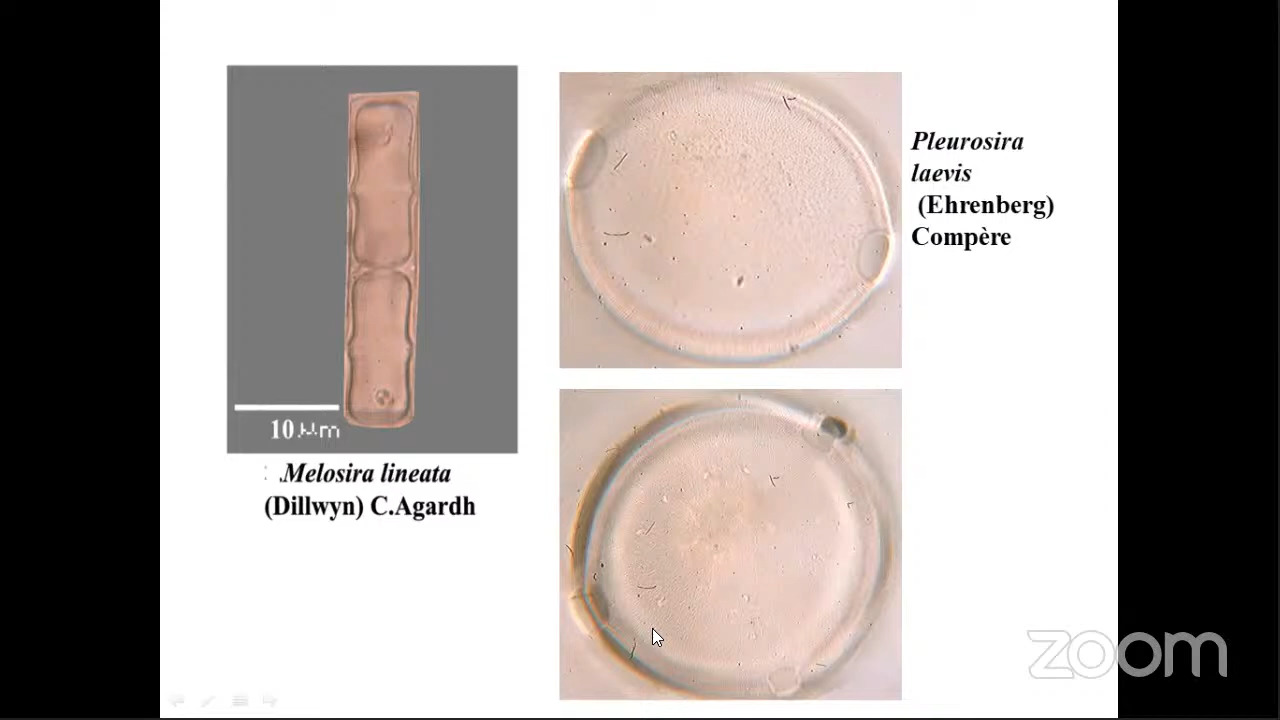 10 µm
: .Melosira lineata
(Dillwyn) C.Agardh
Pleurosira
laevis
(Ehrenberg)
Compère
zoom